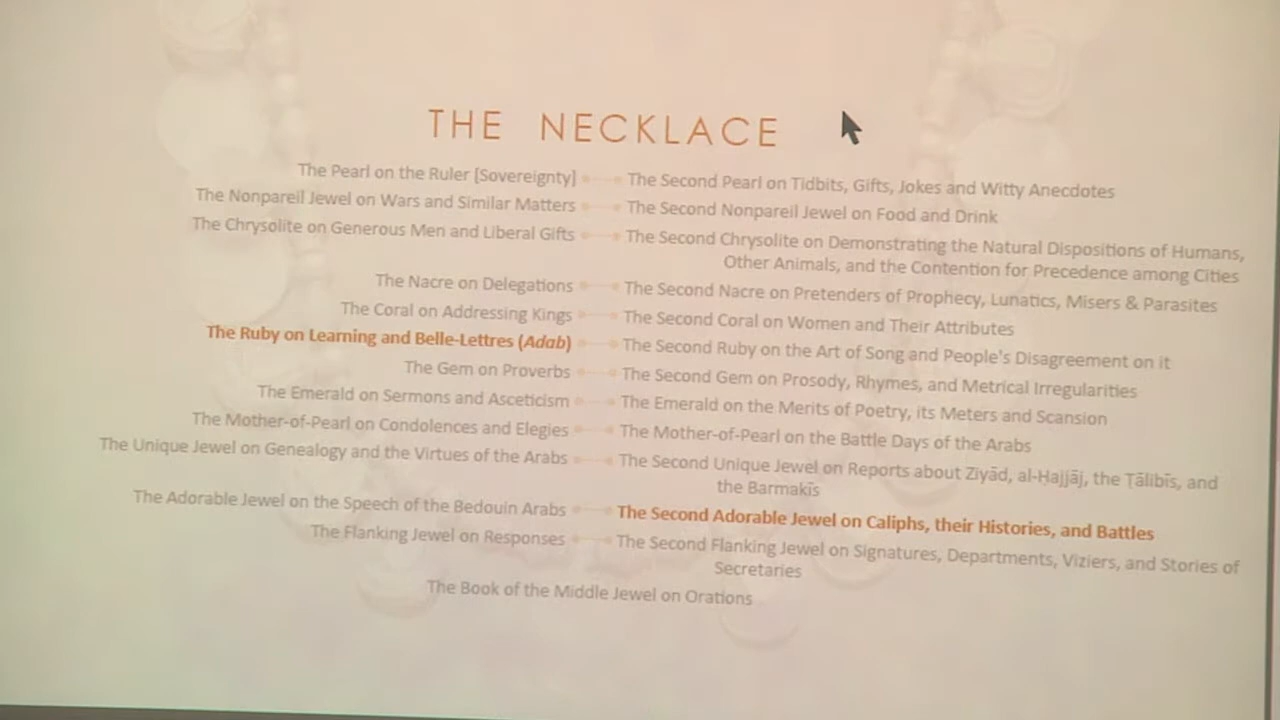 THE NECKLACE
The Pearl on the Ruler [Sovereignty]
The Second Pearl on Tidbits, Gifts, Jokes and Witty Anecdotes
The Nonpareil Jewel on Wars and Similar Matters
The Second Nonpareil Jewel on Food and Drink
The Chrysolite on Generous Men and Liberal Gifts
The Second Chrysolite on Demonstrating the Natural Dispositions of Humans,
Other Animals, and the Contention for Precedence among Cities
The Nacre on Delegations
The Second Nacre on Pretenders of Prophecy, Lunatics, Misers & Parasites
The Coral on Addressing Kings
The Second Coral on Women and Their Attributes
The Ruby on Learning and Belle-Lettres (Adab)
The Second Ruby on the Art of Song and People's Disagreement on it
The Gem on Proverbs
The Second Gem on Prosody, Rhymes, and Metrical Irregularities
The Emerald on Sermons and Asceticism
The Emerald on the Merits of Poetry, its Meters and Scansion
The Mother-of-Pearl on Condolences and Elegies
The Mother-of-Pearl on the Battle Days of the Arabs
The Unique Jewel on Genealogy and the Virtues of the Arabs
The Second Unique Jewel on Reports about Ziyād, al-Ḥajjāj, the Ṭālibīs, and
the Barmakīs
The Adorable Jewel on the Speech of the Bedouin Arabs
The Second Adorable Jewel on Caliphs, their Histories, and Battles
The Flanking Jewel on Responses
The Second Flanking Jewel on Signatures, Departments, Viziers, and Stories of
Secretaries
The Book of the Middle Jewel on Orations